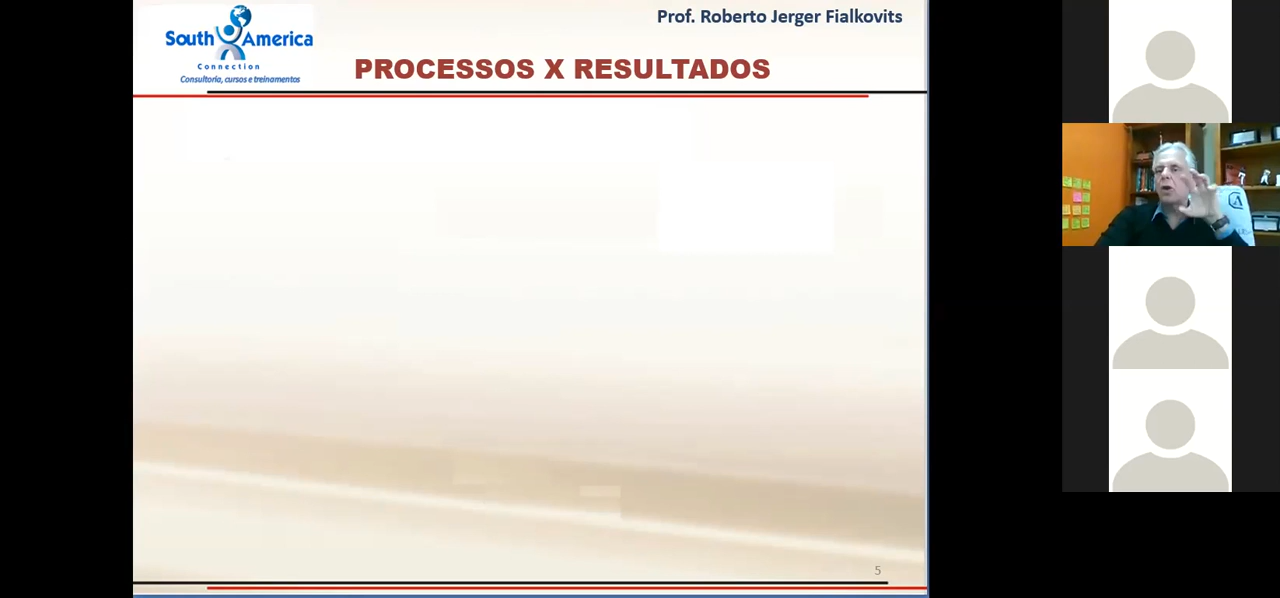 Prof. Roberto Jerger Fialkovits
South America
Connection
Consultoria, cursos e treinamentos
PROCESSOS X RESULTADOS
5